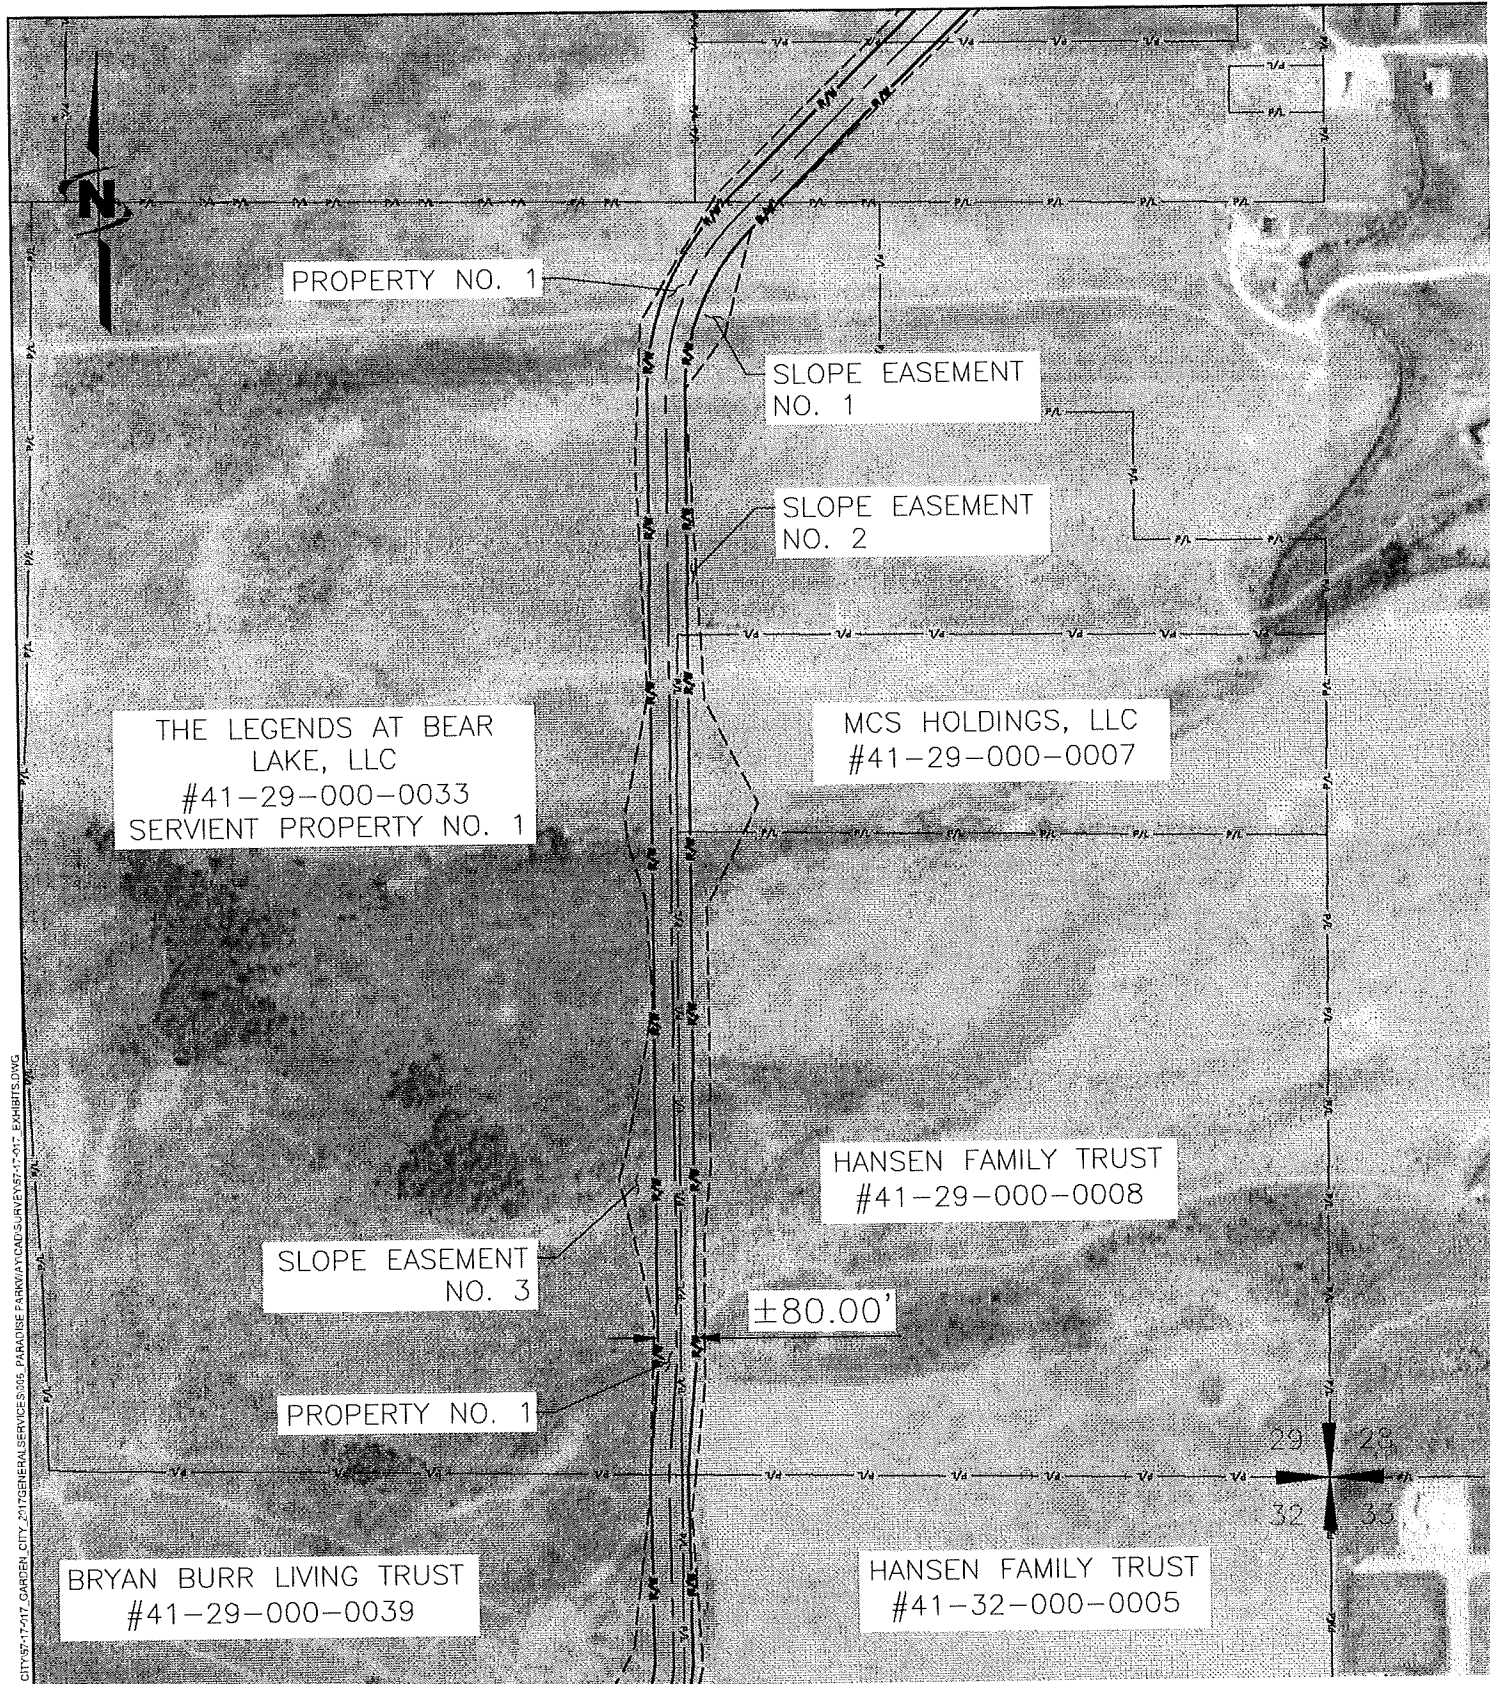 N
PROPERTY NO. 1
SLOPE EASEMENT
NO. 1
SLOPE EASEMENT
NO. 2
THE LEGENDS AT BEAR
LAKE, LLC
#41-29-000-0033
SERVIENT PROPERTY NO. 1
MCS HOLDINGS, LLC
#41-29-000-0007
HANSEN FAMILY TRUST
#41-29-000-0008
SLOPE EASEMENT
NO. 3
±80.00'
PROPERTY NO. 1
29 28
32 33
BRYAN BURR LIVING TRUST
#41-29-000-0039
HANSEN FAMILY TRUST
#41-32-000-0005
P/L
R/W